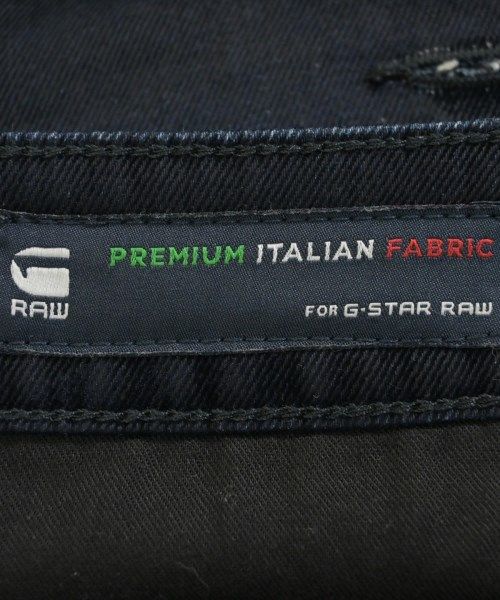 PREMIUM ITALIAN FABRIC
RAW
FOR G-STAR RAW